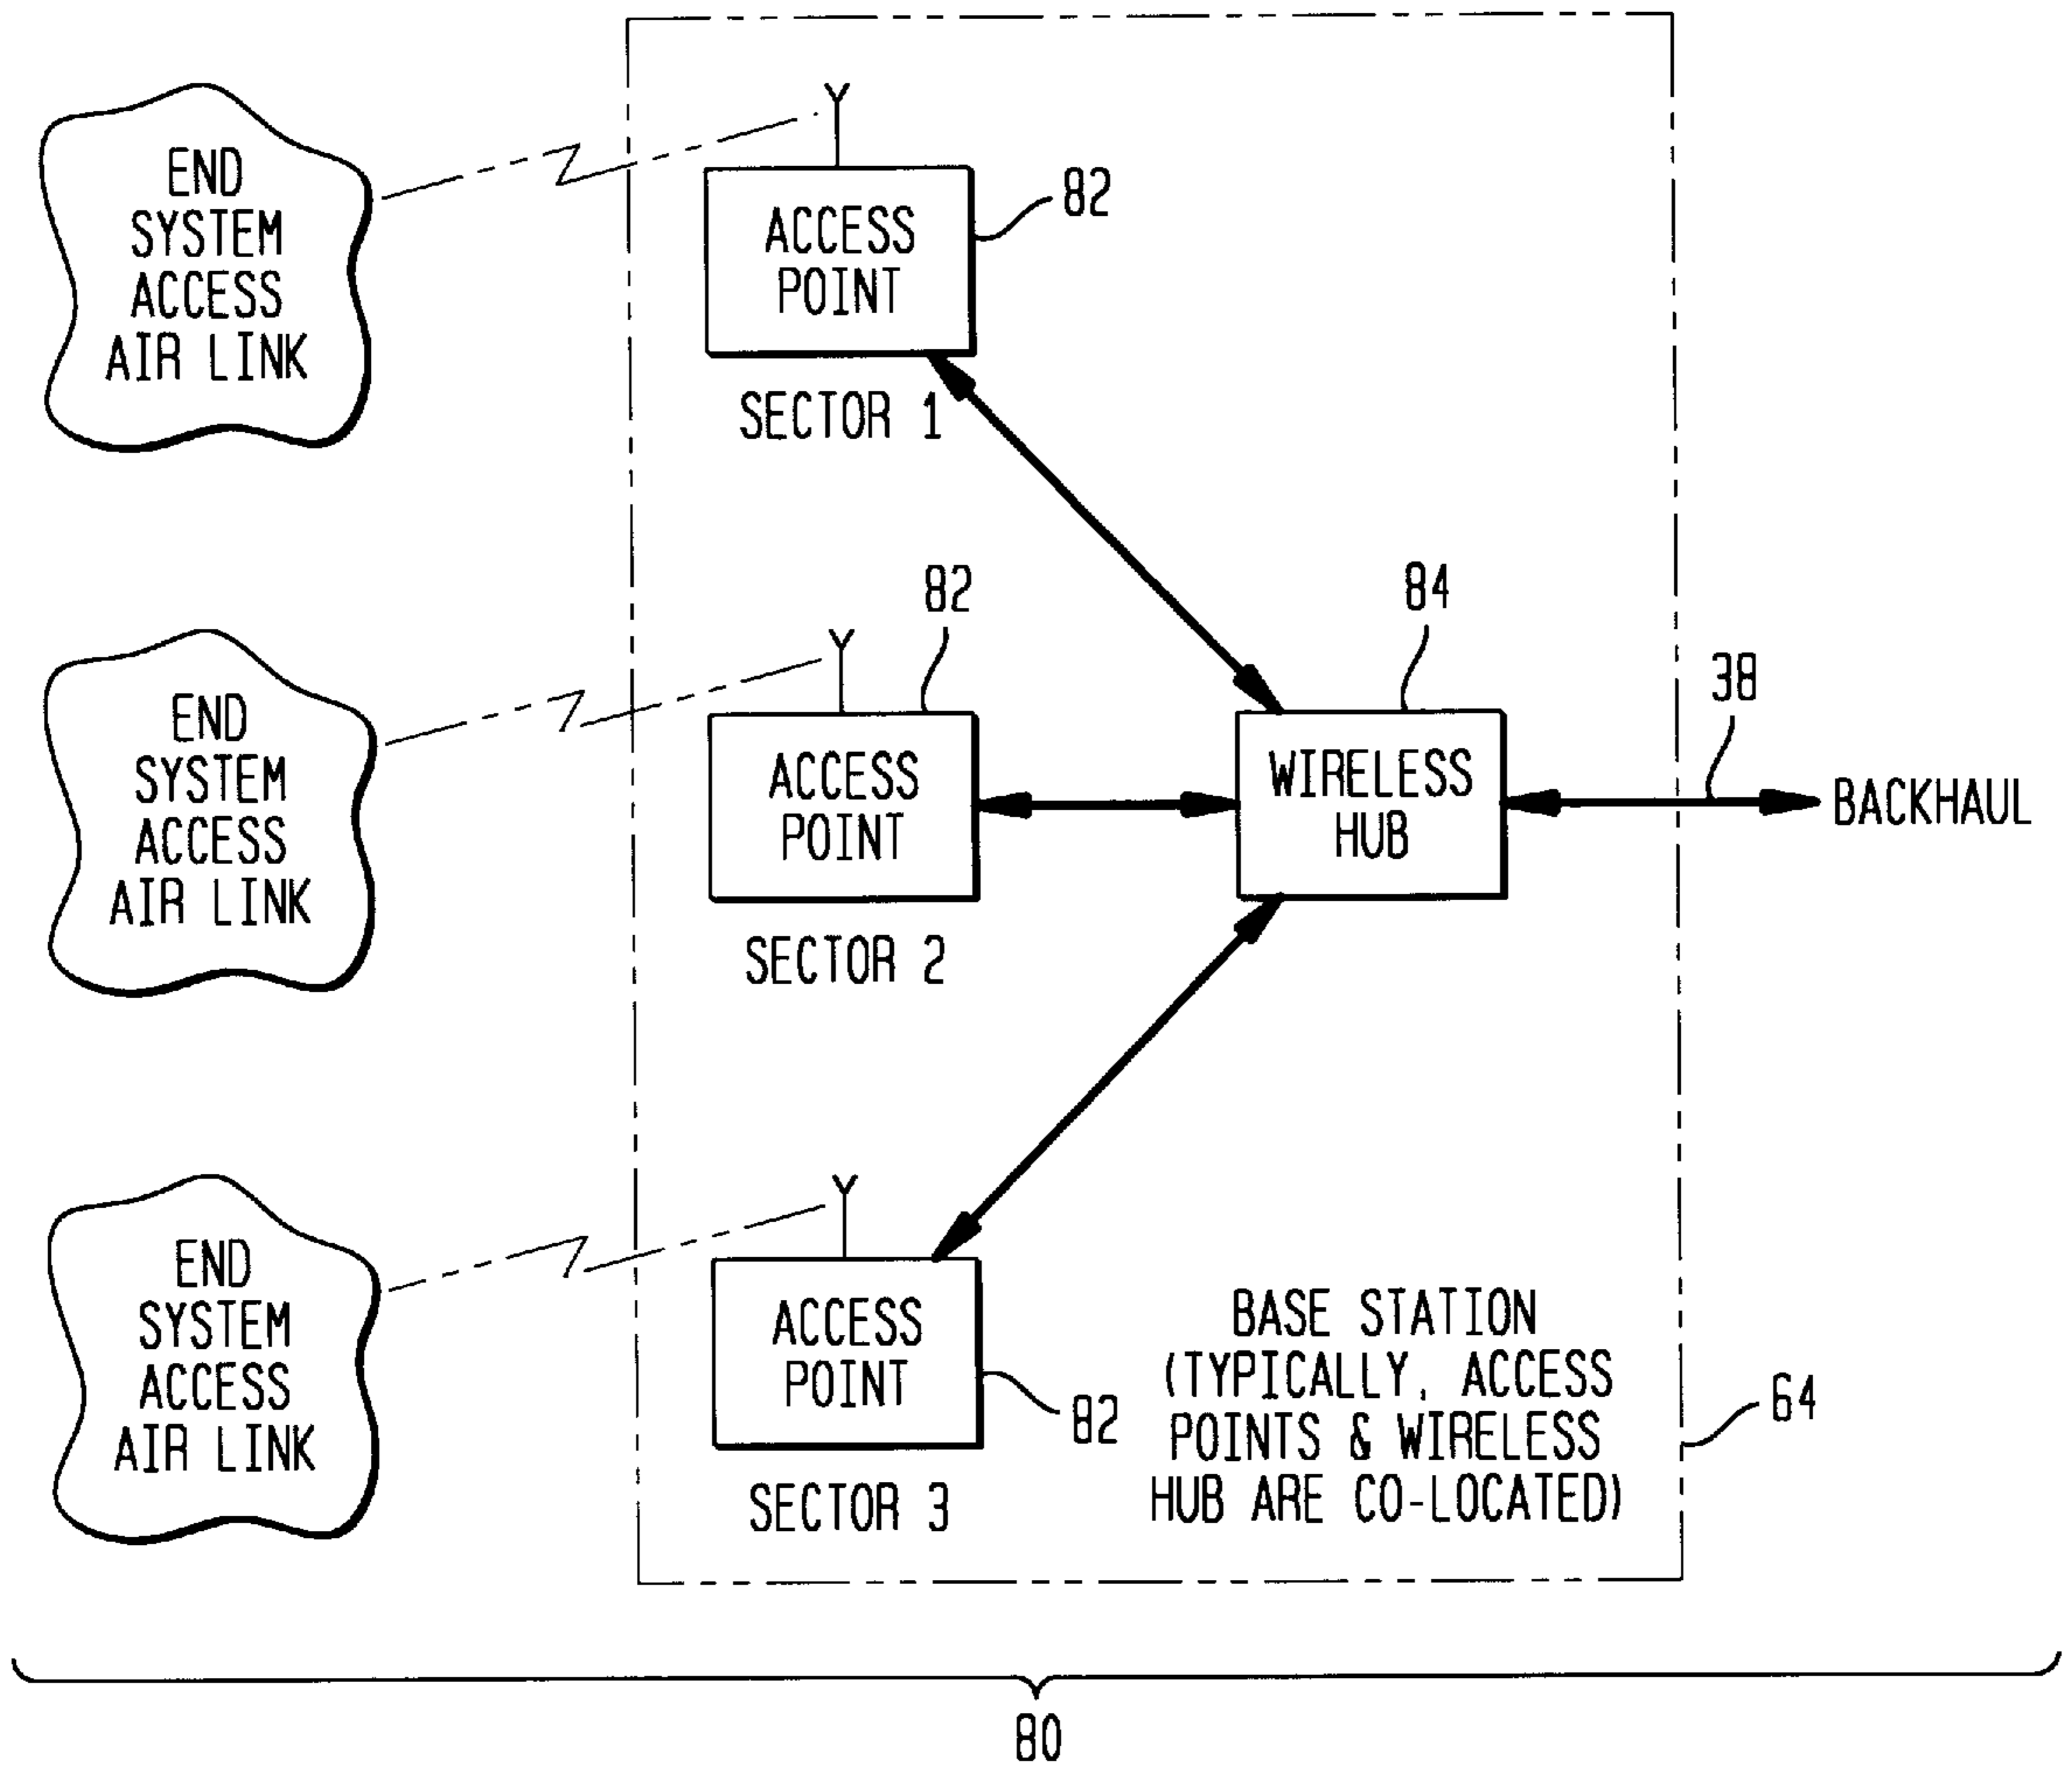 END
SYSTEM
ACCESS
AIR LINK
ACCESS
POINT
82
SECTOR 1
END
SYSTEM
ACCESS
AIR LINK
82
ACCESS
POINT
SECTOR 2
84
WIRELESS
HUB
38
BACKHAUL
END
SYSTEM
ACCESS
AIR LINK
ACCESS
POINT
82
SECTOR 3
BASE STATION
(TYPICALLY, ACCESS
POINTS & WIRELESS
HUB ARE CO-LOCATED)
64
80